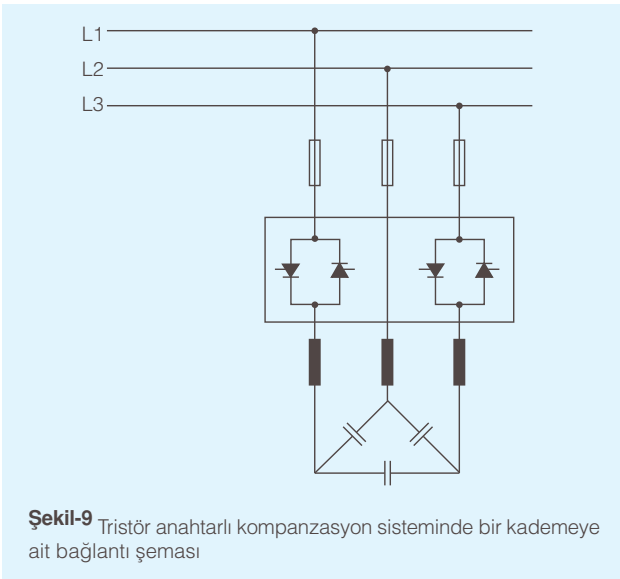 L1
L2
L3
Şekil-9 Tristör anahtarlı kompanzasyon sisteminde bir kademeye
ait bağlantı şeması